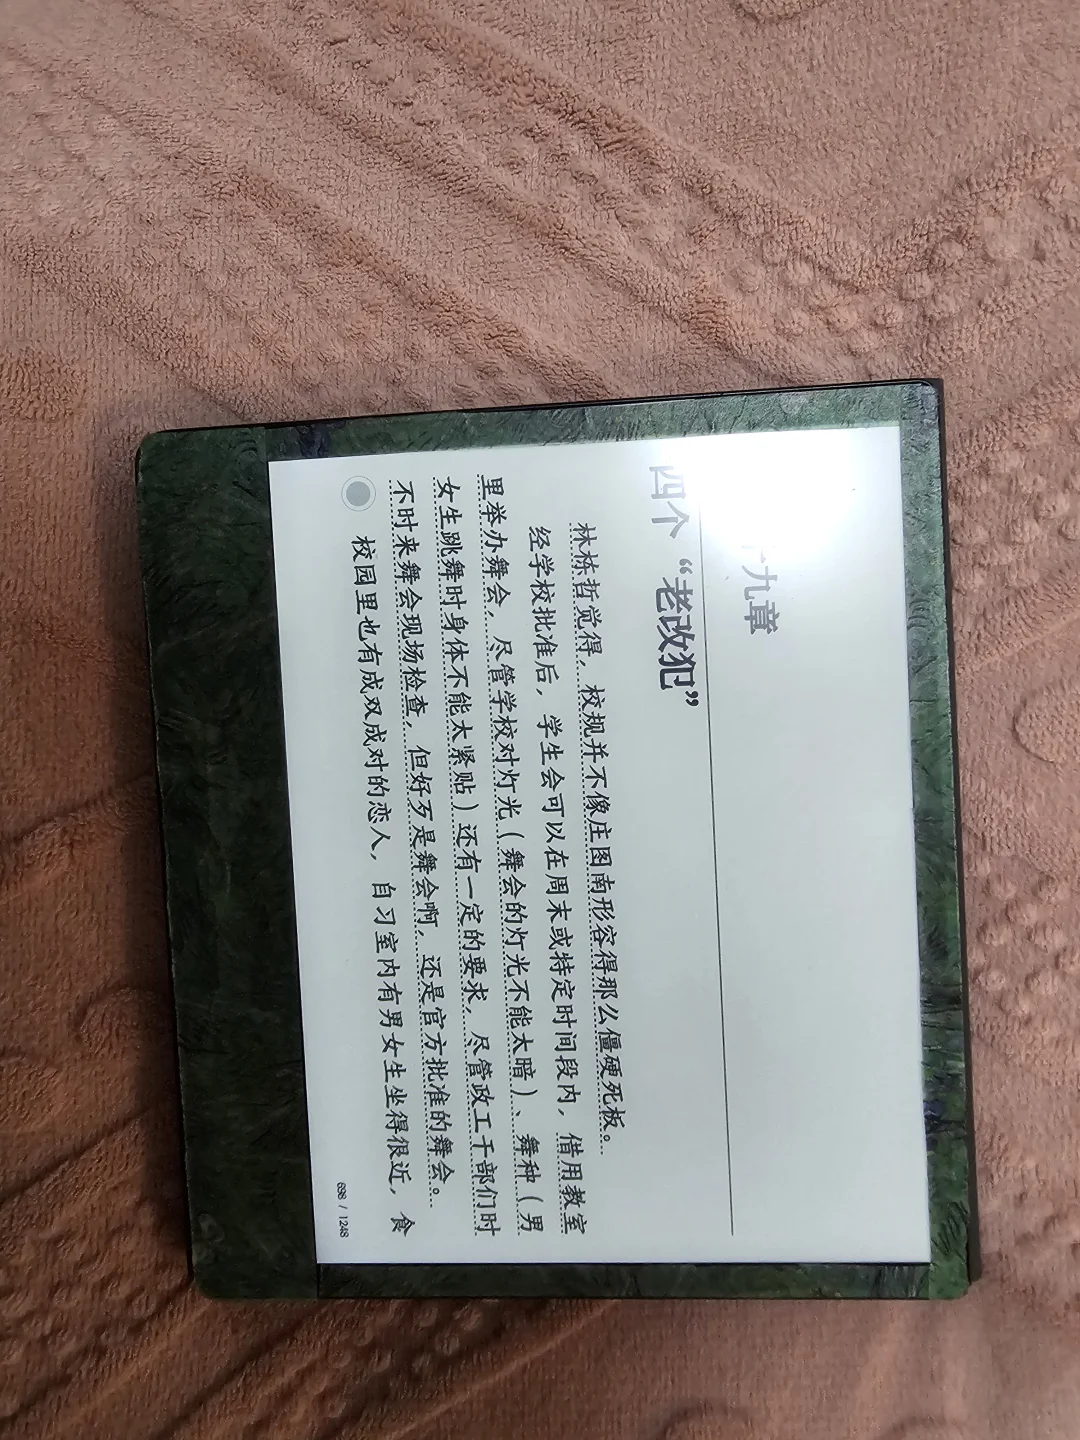 九章
四个“老改犯”
林栋哲觉得，校规并不像庄图南形容得那么僵硬死板。
经学校批准后，学生会可以在周末或特定时间段内，借用教室
里举办舞会，尽管学校对灯光（舞会的灯光不能太暗）、舞种（男
女生跳舞时身体不能太紧贴）还有一定的要求，尽管政工干部们时
不时来舞会现场检查，但好歹是舞会啊，还是官方批准的舞会。
校园里也有成双成对的恋人，自习室内有男女生坐得很近，食
698 / 1248